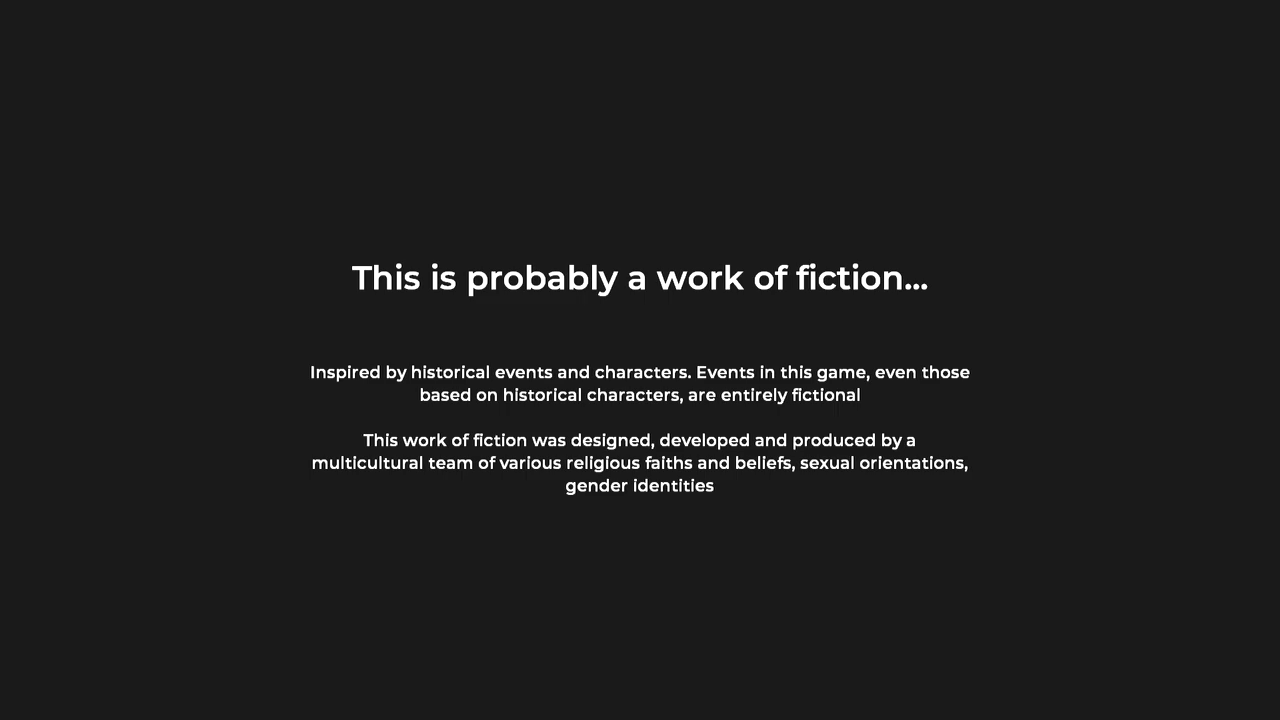 This is probably a work of fiction...
Inspired by historical events and characters. Events in this game, even those
based on historical characters, are entirely fictional
This work of fiction was designed, developed and produced by a
multicultural team of various religious faiths and beliefs, sexual orientations,
gender identities